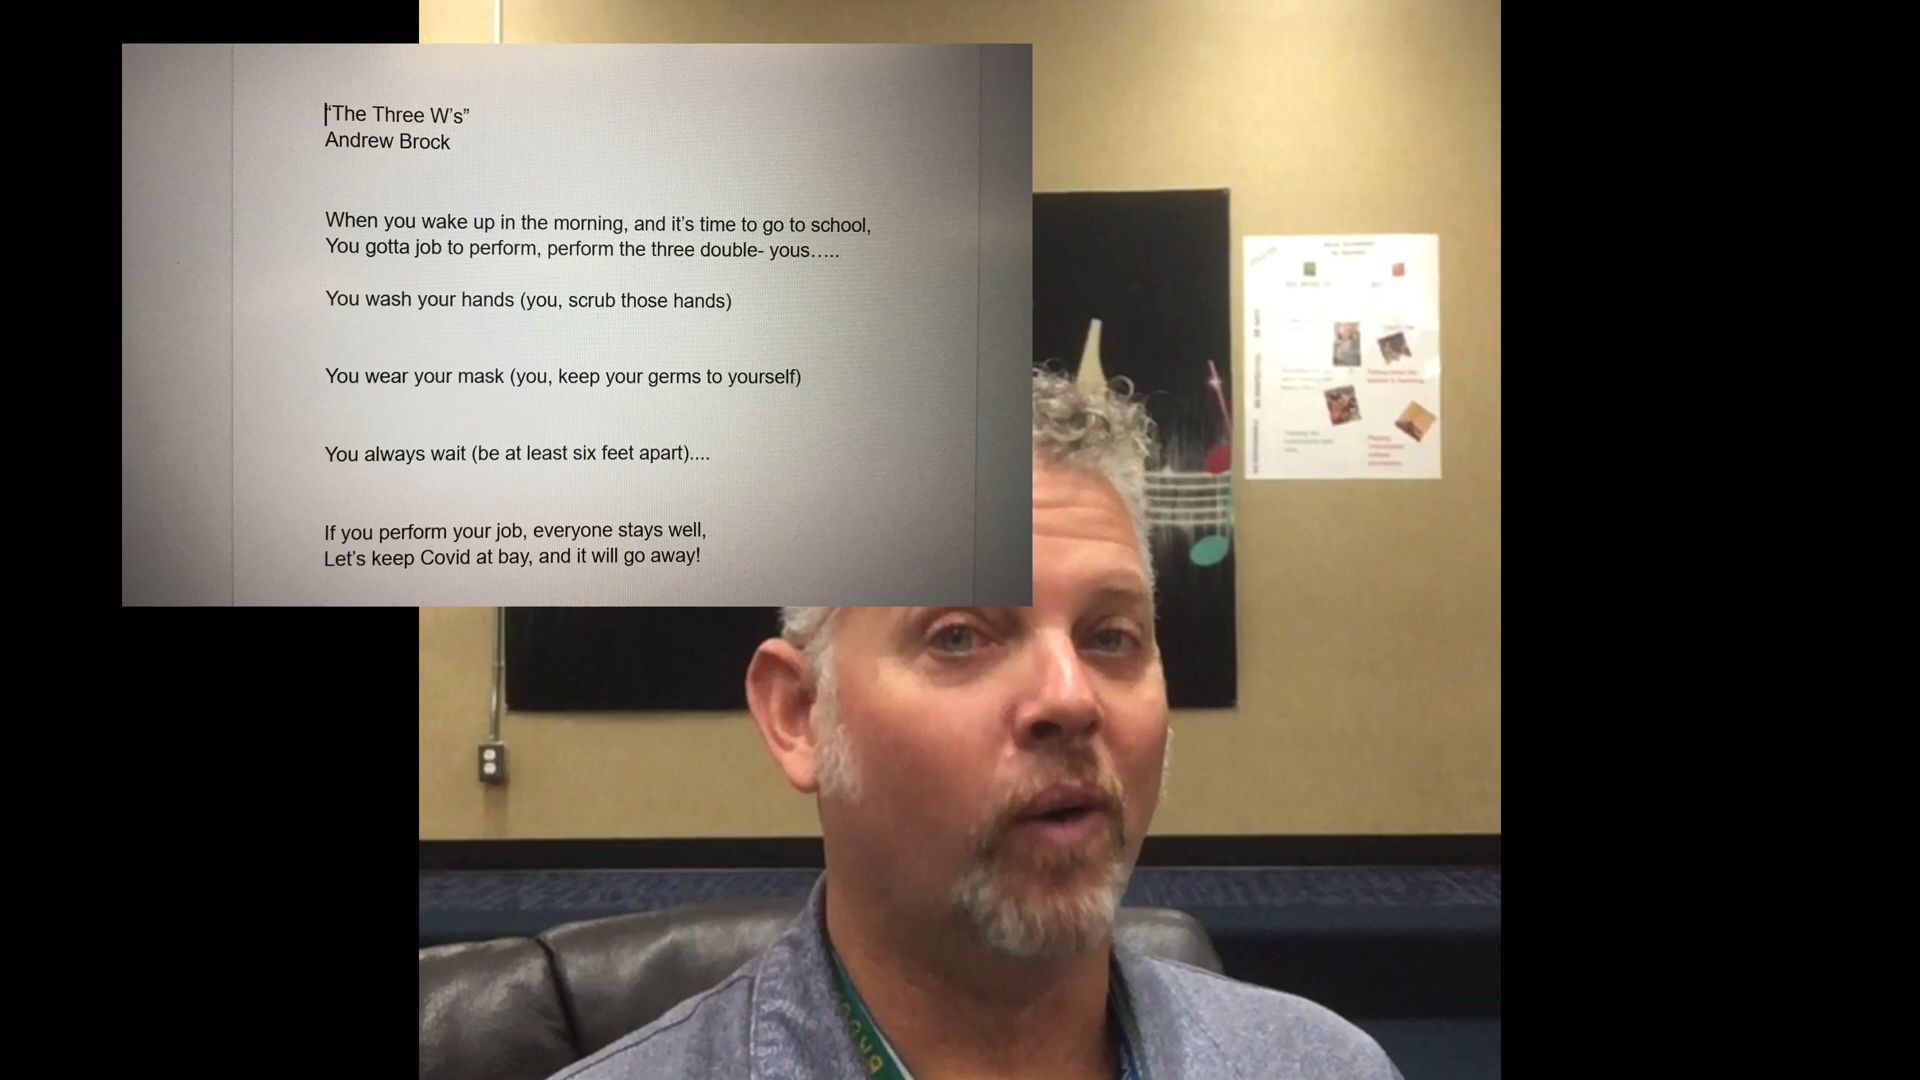 “The Three W’s”
Andrew Brock
When you wake up in the morning, and it’s time to go to school,
You gotta job to perform, perform the three double- yous…..
You wash your hands (you, scrub those hands)
You wear your mask (you, keep your germs to yourself)
You always wait (be at least six feet apart)....
If you perform your job, everyone stays well,
Let’s keep Covid at bay, and it will go away!